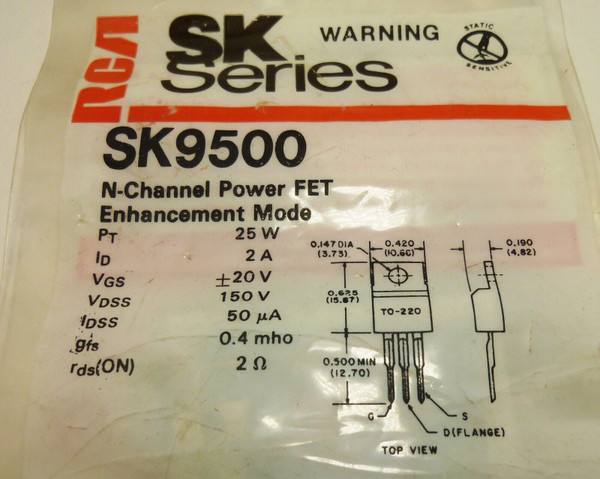 RCA
SK WARNING
Series
STATIC
SENSITIVE
SK9500
N-Channel Power FET
Enhancement Mode
PT 25 W
ID 2 A
VGS ±20 V
VDSS 150 V
IDSS 50 µA
gfs 0.4 mho
rds(ON) 2 Ω
0.147 DIA
(3.73)
0.420
(10.66)
0.190
(4.82)
0.625
(15.87)
TO-220
0.500 MIN
(12.70)
G S
D(FLANGE)
TOP VIEW